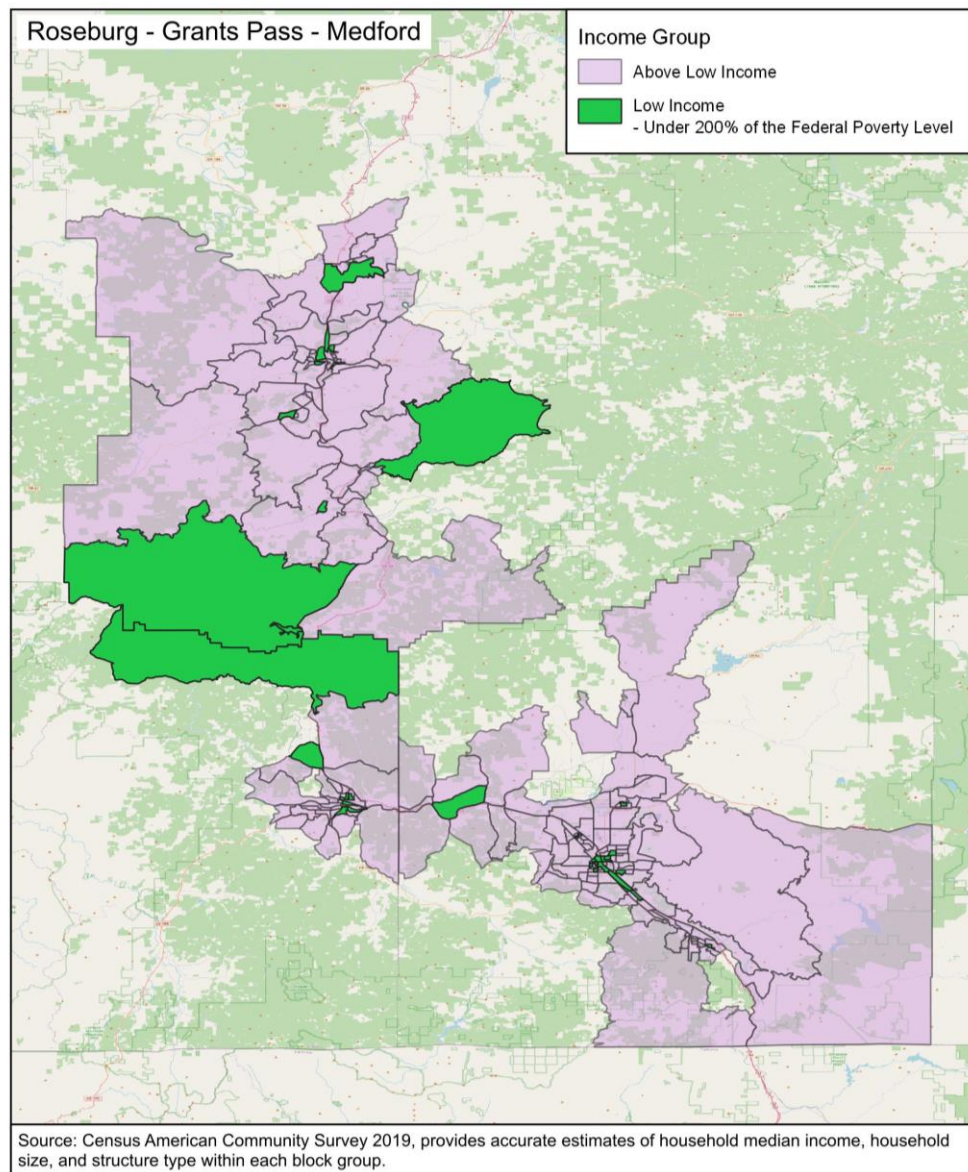 Roseburg - Grants Pass - Medford
Income Group
Above Low Income
Low Income
- Under 200% of the Federal Poverty Level
Source: Census American Community Survey 2019, provides accurate estimates of household median income, household
size, and structure type within each block group.